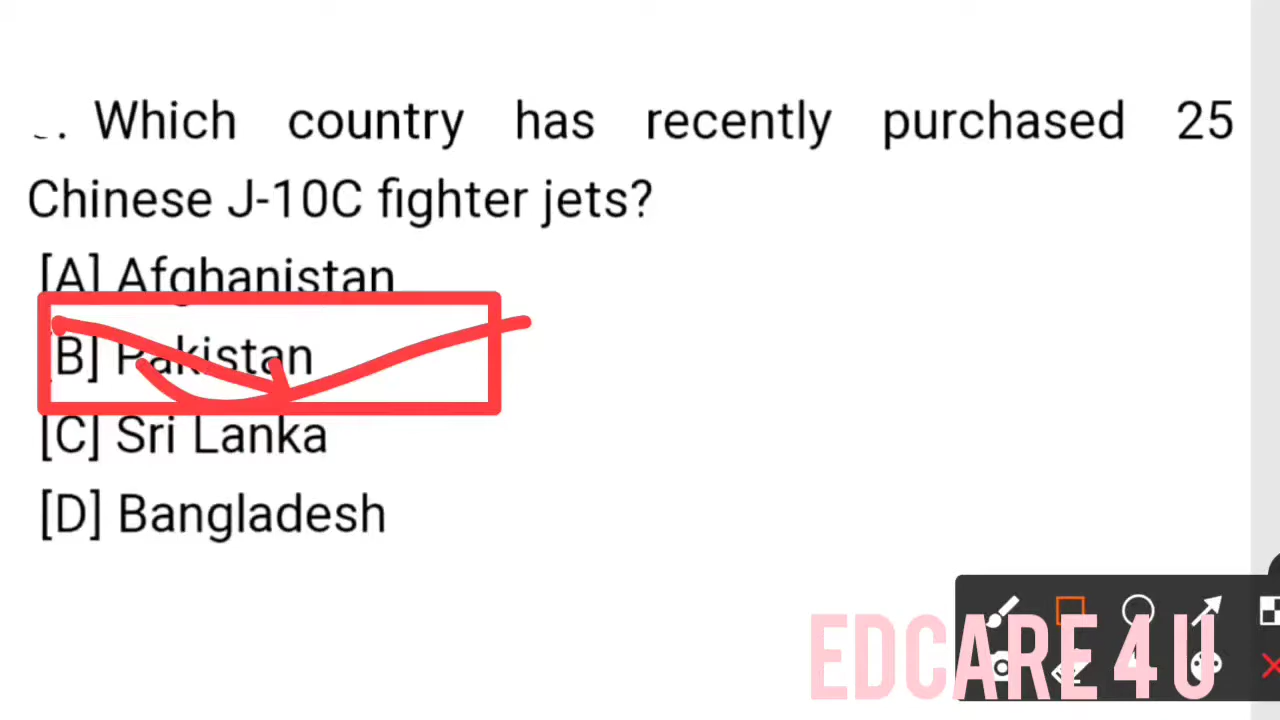 . Which country has recently purchased 25
Chinese J-10C fighter jets?
[A] Afghanistan
[B] Pakistan
[C] Sri Lanka
[D] Bangladesh
EDCARE 4 U